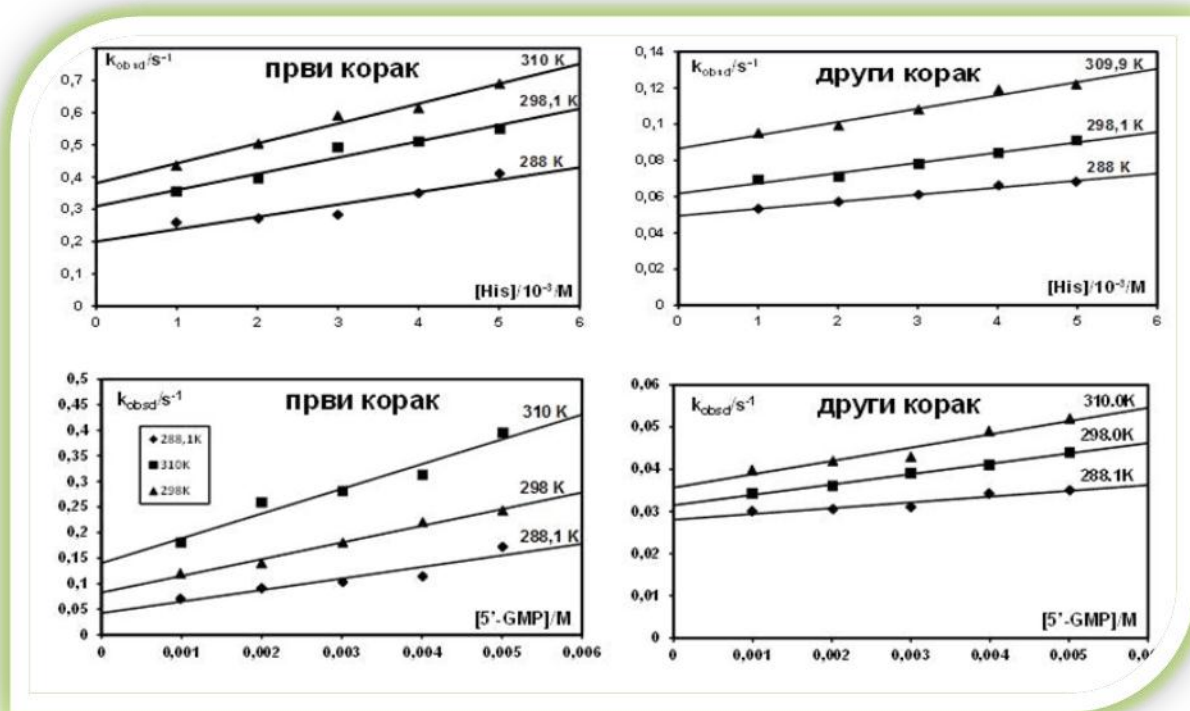 k_obsd/s⁻¹
први корак
310 K
298,1 K
288 K
0,7
0,6
0,5
0,4
0,3
0,2
0,1
0
[His]/10⁻³/M
0 1 2 3 4 5 6
k_obsd/s⁻¹
други корак
309,9 K
298,1 K
288 K
0,14
0,12
0,1
0,08
0,06
0,04
0,02
0
[His]/10⁻³/M
0 1 2 3 4 5 6
k_obsd/s⁻¹
први корак
310 K
298 K
288,1 K
288,1K
310K
298K
0,5
0,45
0,4
0,35
0,3
0,25
0,2
0,15
0,1
0,05
0
[5'-GMP]/M
0 0,001 0,002 0,003 0,004 0,005 0,006
k_obsd/s⁻¹
други корак
310.0K
298.0K
288.1K
0,06
0,05
0,04
0,03
0,02
0,01
0
[5'-GMP]/M
0 0,001 0,002 0,003 0,004 0,005